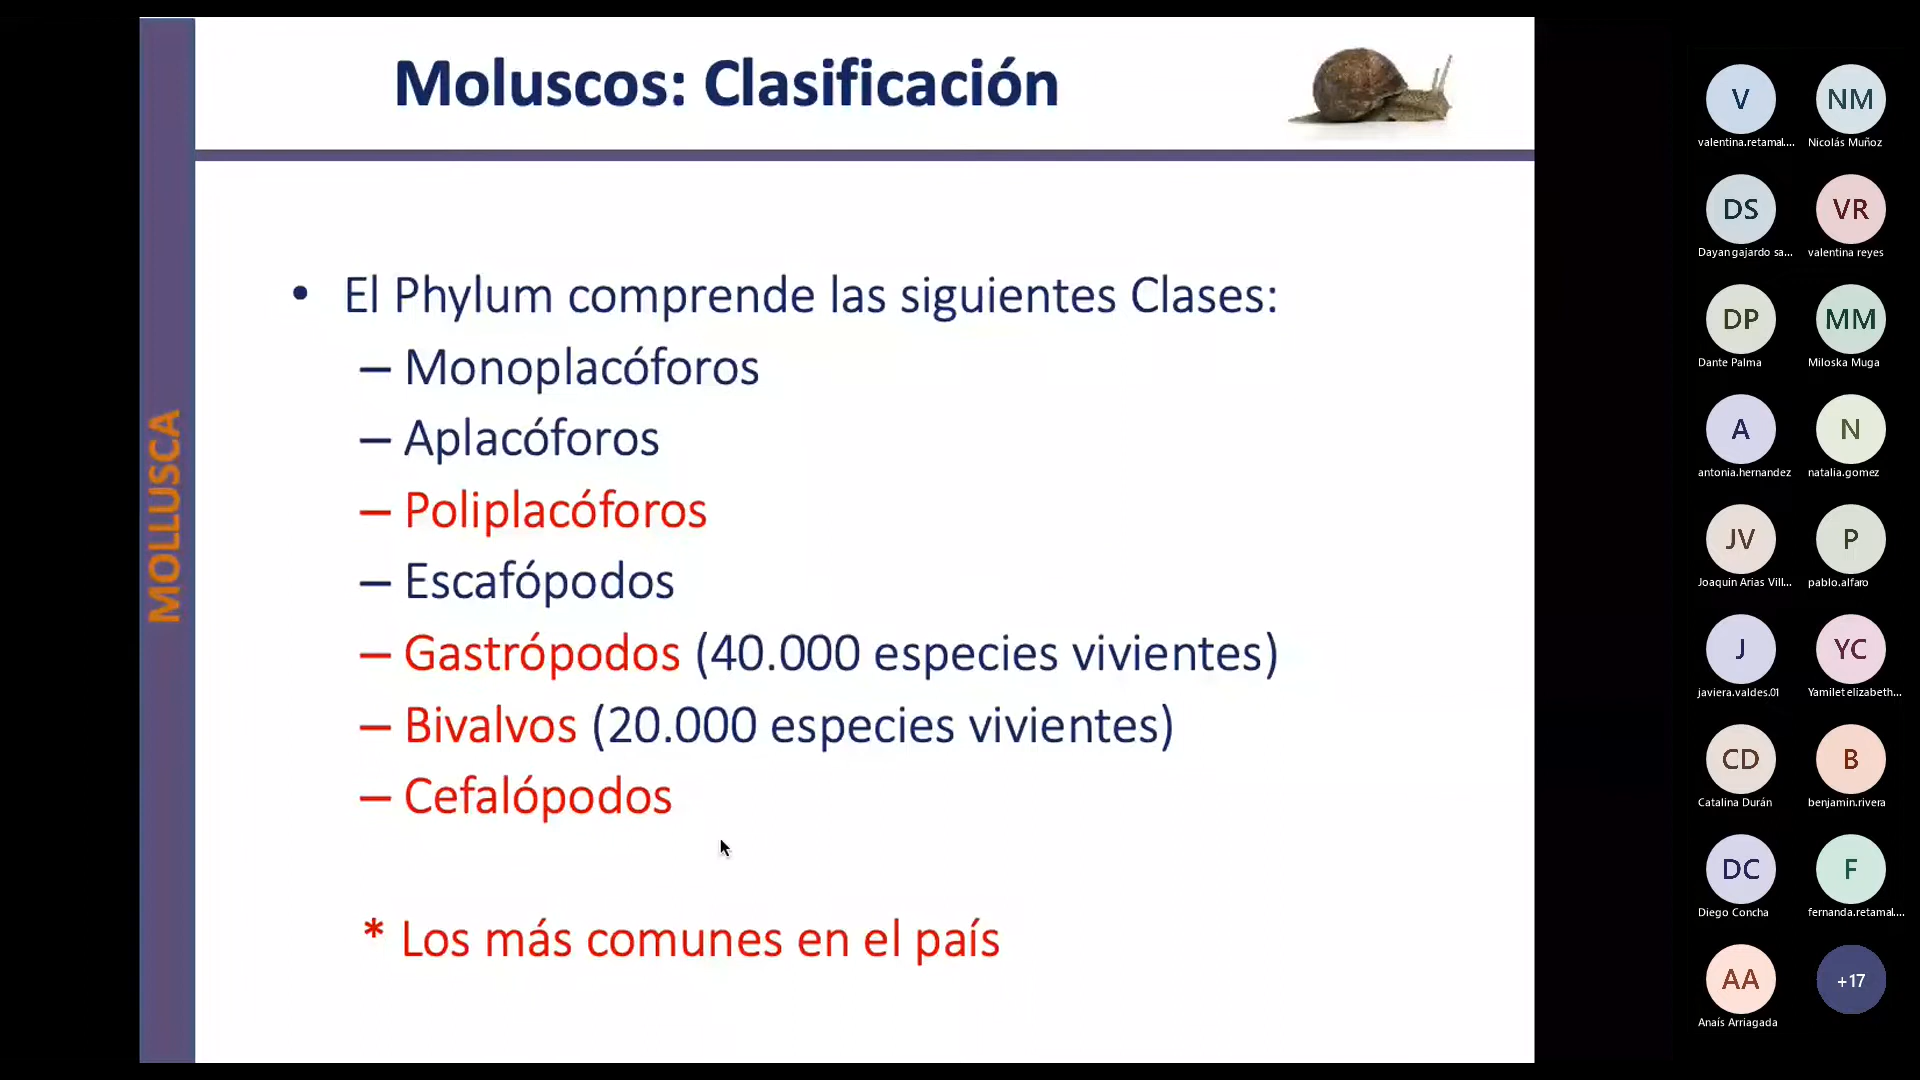 Moluscos: Clasificación
MOLLUSCA
• El Phylum comprende las siguientes Clases:
– Monoplacóforos
– Aplacóforos
– Poliplacóforos
– Escafópodos
– Gastrópodos (40.000 especies vivientes)
– Bivalvos (20.000 especies vivientes)
– Cefalópodos
* Los más comunes en el país
V
valentina.retamal....
NM
Nicolás Muñoz
DS
Dayan gajardo sa...
VR
valentina reyes
DP
Dante Palma
MM
Miloska Muga
A
antonia.hernandez
N
natalia.gomez
JV
Joaquin Arias Vill...
P
pablo.alfaro
J
javiera.valdes.01
YC
Yamilet elizabeth...
CD
Catalina Durán
B
benjamin.rivera
DC
Diego Concha
F
fernanda.retamal....
AA
Anaís Arriagada
+17